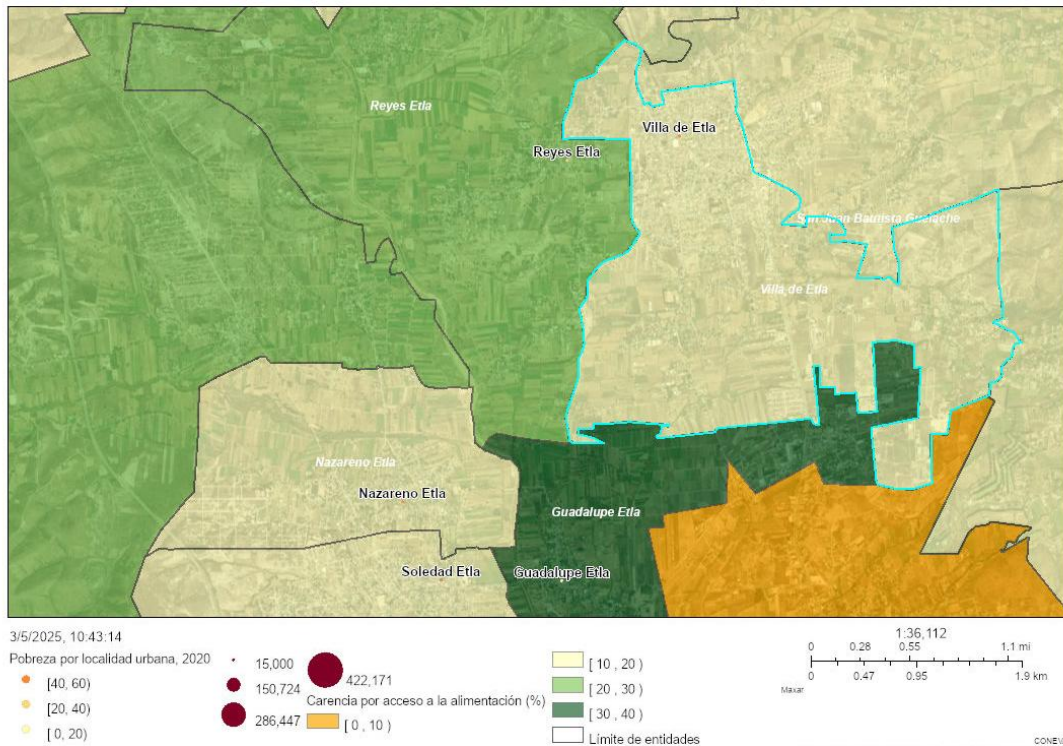 Reyes Etla
Villa de Etla
Reyes Etla
San Juan Bautista Guelache
Villa de Etla
Nazareno Etla
Nazareno Etla
Guadalupe Etla
Soledad Etla
Guadalupe Etla
3/5/2025, 10:43:14
Pobreza por localidad urbana, 2020
[40, 60)
[20, 40)
[ 0, 20)
15,000
150,724
286,447
422,171
Carencia por acceso a la alimentación (%)
[ 0 , 10 )
[ 10 , 20 )
[ 20 , 30 )
[ 30 , 40 )
Límite de entidades
1:36,112
0 0.28 0.55 1.1 mi
0 0.47 0.95 1.9 km
Maxar